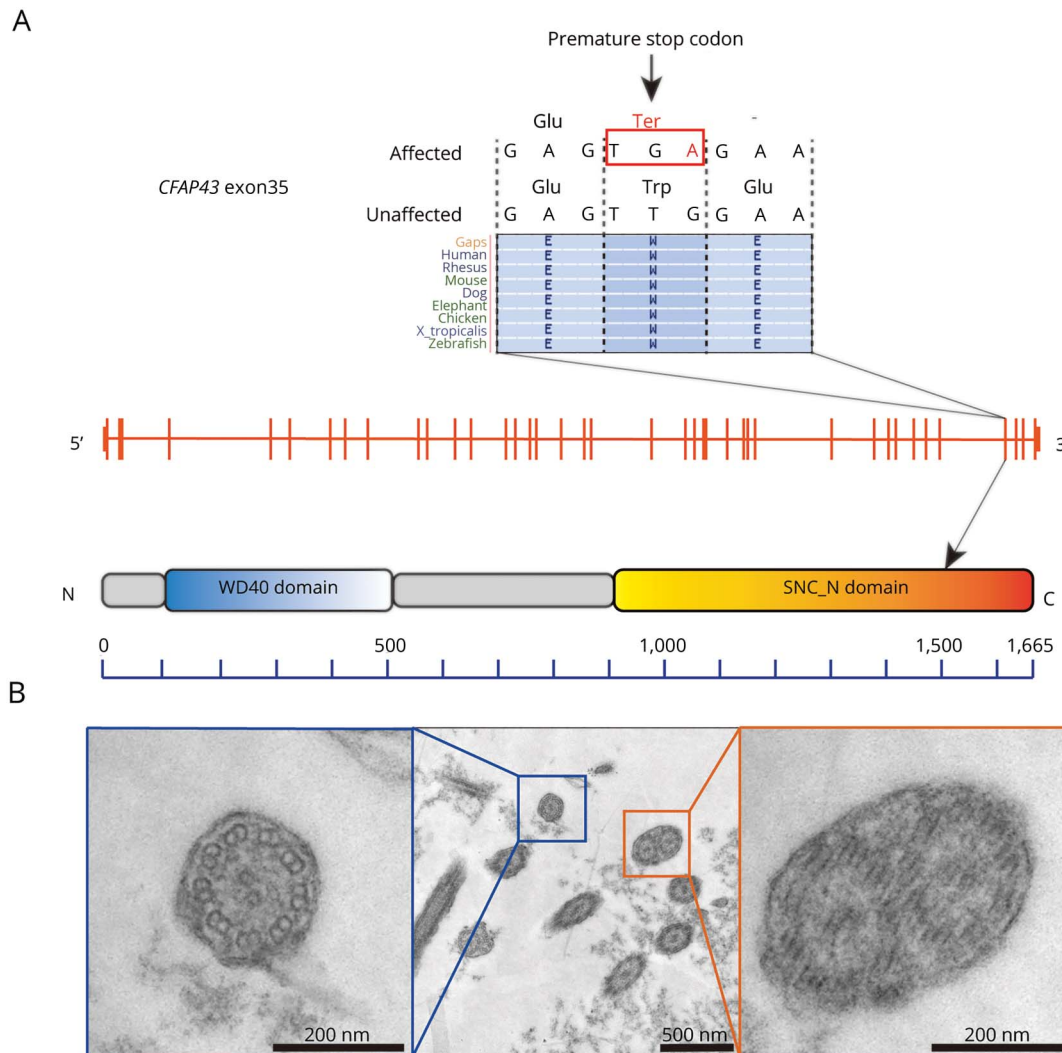 A
Premature stop codon
Glu Ter -
Affected G A G T G A G A A
CFAP43 exon35
Glu Trp Glu
Unaffected G A G T T G G A A
Gaps E W E
Human
Rhesus E W E
Mouse E W E
Dog E W E
Elephant E W E
Chicken E W E
X_tropicalis E W E
Zebrafish E W E
5’ 3
N WD40 domain SNC_N domain C
0 500 1,000 1,500 1,665
B
200 nm 500 nm 200 nm